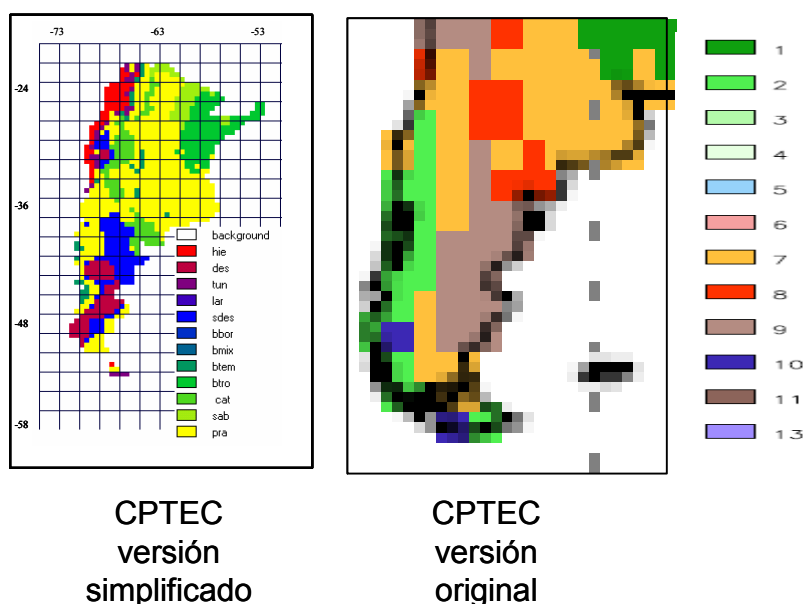 -73 -63 -53
-24
-36
-48
-58
background
hie
des
tun
lar
sdes
bbor
bmix
btem
btro
cat
sab
pra
1
2
3
4
5
6
7
8
9
10
11
13
CPTEC
versión
simplificado
CPTEC
versión
original